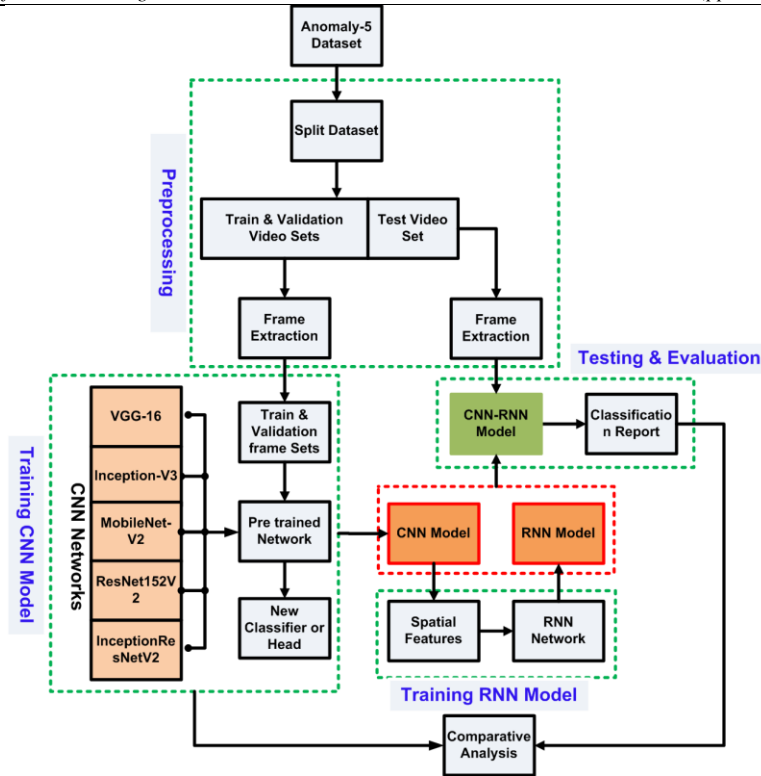 Anomaly-5
Dataset
Split Dataset
Preprocessing
Train & Validation
Video Sets
Test Video
Set
Frame
Extraction
Frame
Extraction
Testing & Evaluation
Training CNN Model
CNN Networks
VGG-16
Inception-V3
MobileNet-
V2
ResNet152V
2
InceptionRe
sNetV2
Train &
Validation
frame Sets
Pre trained
Network
New
Classifier or
Head
CNN-RNN
Model
Classificatio
n Report
CNN Model
RNN Model
Spatial
Features
RNN
Network
Training RNN Model
Comparative
Analysis